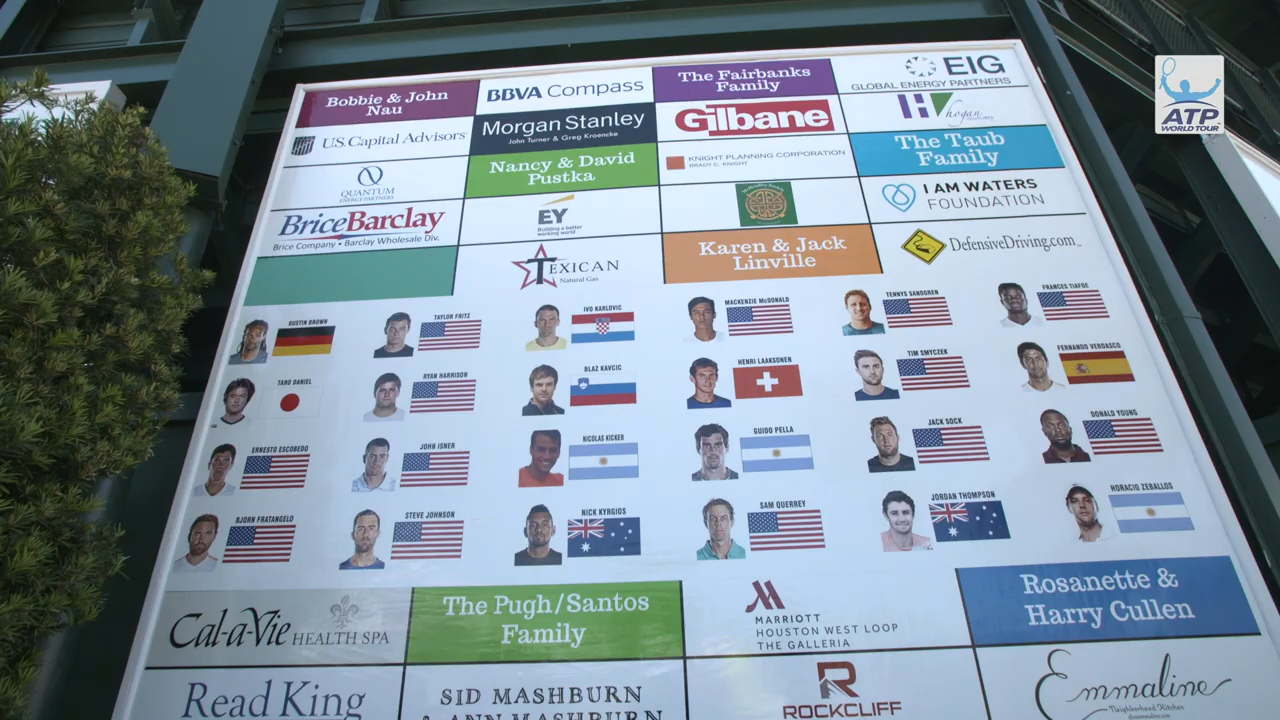 Bobbie & John
Nau
BBVA Compass
The Fairbanks
Family
EIG
GLOBAL ENERGY PARTNERS
ATP
WORLD TOUR
U.S. Capital Advisors
Morgan Stanley
John Turner & Greg Kroencke
Gilbane
hogan
QUANTUM
ENERGY PARTNERS
Nancy & David
Pustka
KNIGHT PLANNING CORPORATION
BRADY C. KNIGHT
The Taub
Family
BriceBarclay
Brice Company • Barclay Wholesale Div.
EY
Building a better
working world
I AM WATERS
FOUNDATION
TEXICAN
Natural Gas
Karen & Jack
Linville
DefensiveDriving.com
DUSTIN BROWN
TAYLOR FRITZ
IVO KARLOVIC
MACKENZIE McDONALD
TENNYS SANDGREN
FRANCES TIAFOE
TARO DANIEL
RYAN HARRISON
BLAZ KAVCIC
HENRI LAAKSONEN
TIM SMYCZEK
FERNANDO VERDASCO
ERNESTO ESCOBEDO
JOHN ISNER
NICOLAS KICKER
GUIDO PELLA
JACK SOCK
DONALD YOUNG
BJORN FRATANGELO
STEVE JOHNSON
NICK KYRGIOS
SAM QUERREY
JORDAN THOMPSON
HORACIO ZEBALLOS
Cal-a-Vie HEALTH SPA
The Pugh/Santos
Family
MARRIOTT
HOUSTON WEST LOOP
THE GALLERIA
Rosanette &
Harry Cullen
Read King
SID MASHBURN
& ANN MASHBURN
ROCKCLIFF
Emmaline
Neighborhood Kitchen